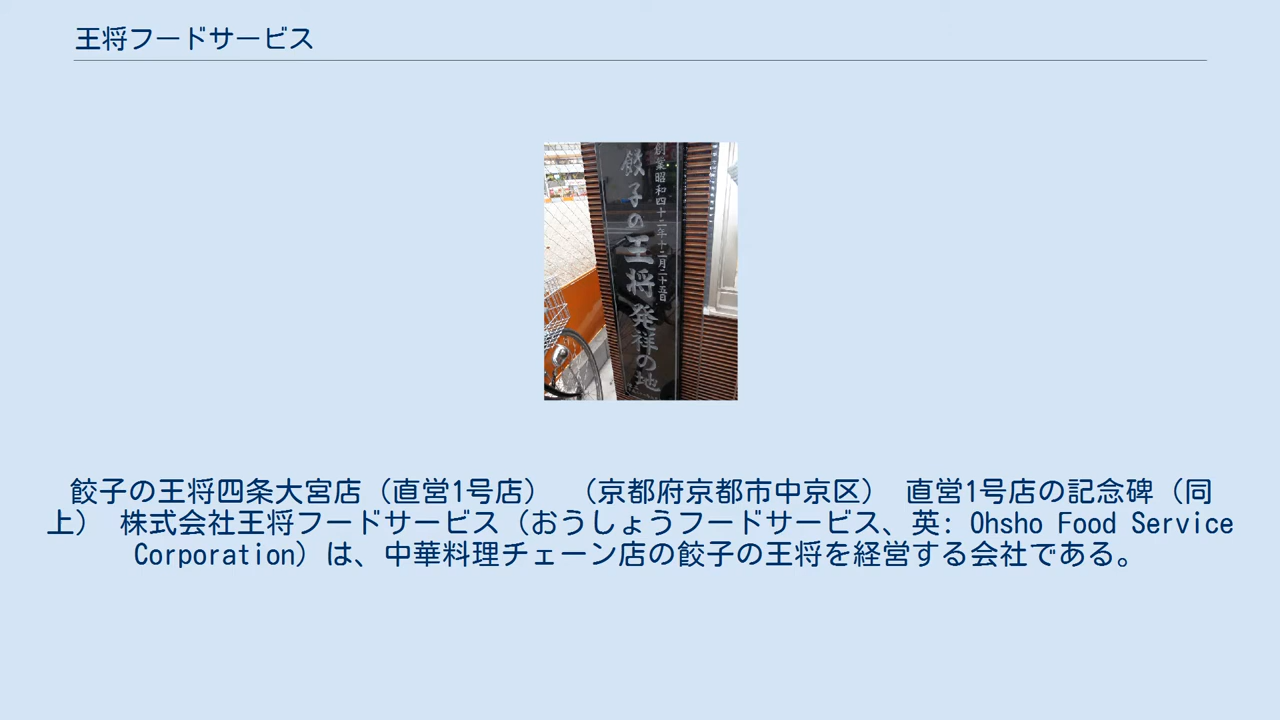 王将フードサービス
創業昭和四十二年十二月二十五日
餃子の王将発祥の地
餃子の王将四条大宮店（直営1号店） （京都府京都市中京区） 直営1号店の記念碑（同
上） 株式会社王将フードサービス（おうしょうフードサービス、英: Ohsho Food Service
Corporation）は、中華料理チェーン店の餃子の王将を経営する会社である。